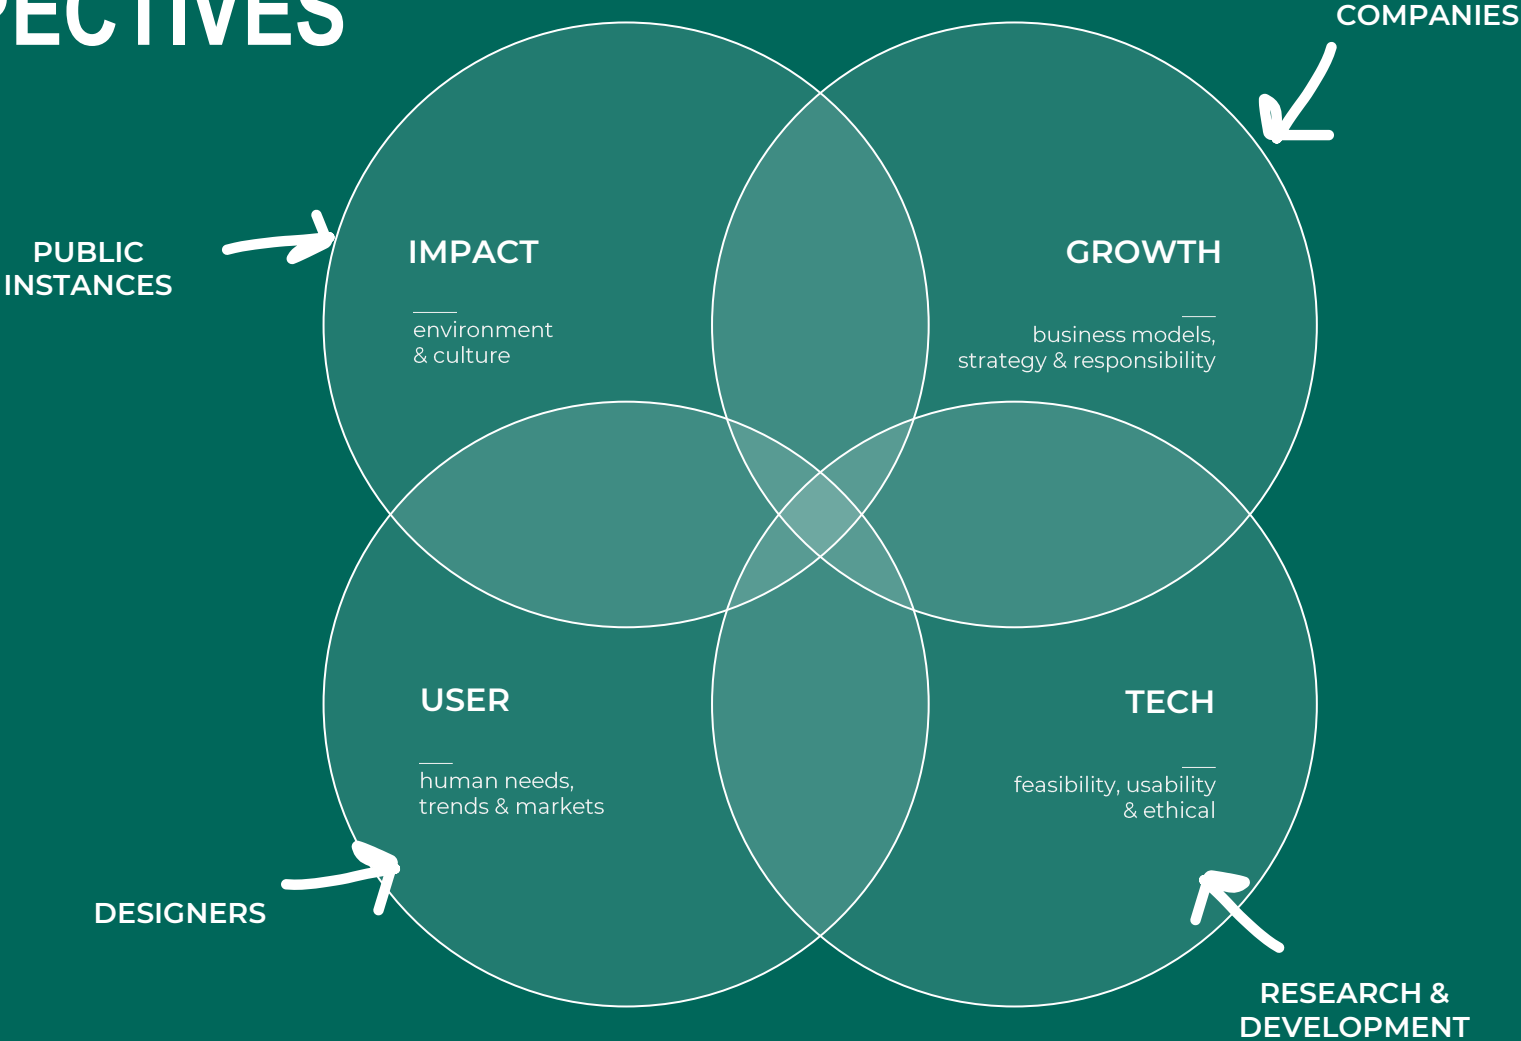 PECTIVES
COMPANIES
PUBLIC
INSTANCES
IMPACT
environment
& culture
GROWTH
business models,
strategy & responsibility
USER
human needs,
trends & markets
TECH
feasibility, usability
& ethical
DESIGNERS
RESEARCH &
DEVELOPMENT